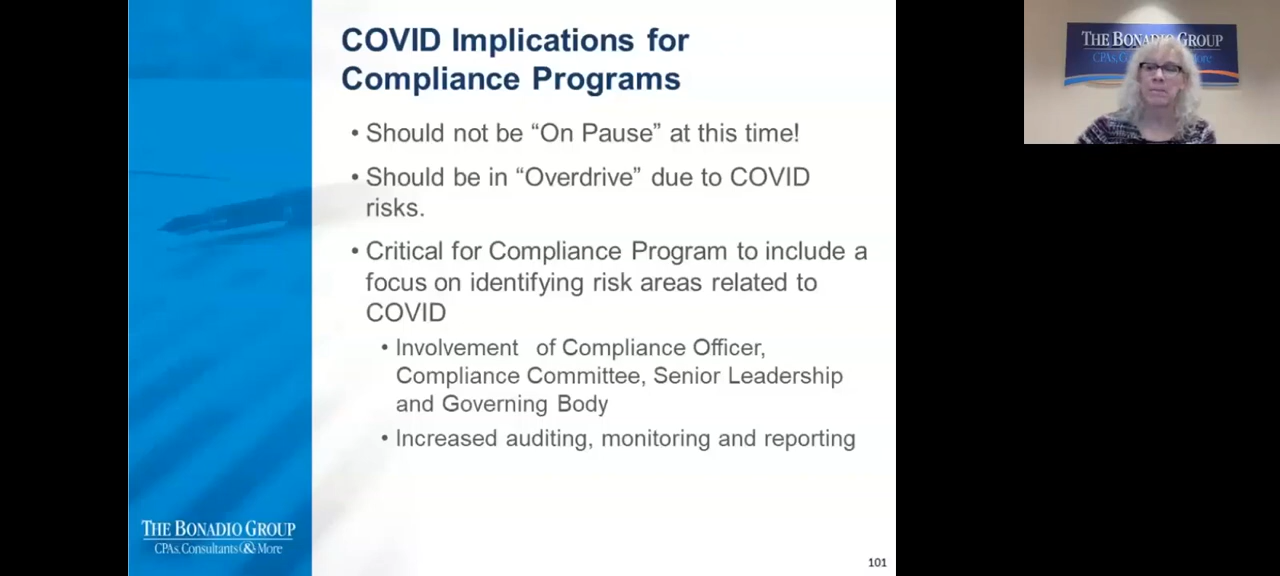 COVID Implications for
Compliance Programs
• Should not be “On Pause” at this time!
• Should be in “Overdrive” due to COVID
risks.
• Critical for Compliance Program to include a
focus on identifying risk areas related to
COVID
• Involvement of Compliance Officer,
Compliance Committee, Senior Leadership
and Governing Body
• Increased auditing, monitoring and reporting
THE BONADIO GROUP
CPAs, Consultants & More
101
THE BONADIO GROUP
CPAs, More